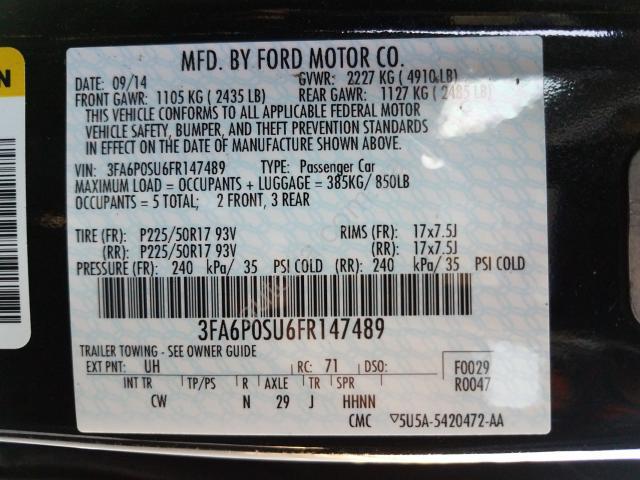 N
MFD. BY FORD MOTOR CO.
DATE: 09/14 GVWR: 2227 KG ( 4910 LB)
FRONT GAWR: 1105 KG ( 2435 LB) REAR GAWR: 1127 KG ( 2485 LB)
THIS VEHICLE CONFORMS TO ALL APPLICABLE FEDERAL MOTOR
VEHICLE SAFETY, BUMPER, AND THEFT PREVENTION STANDARDS
IN EFFECT ON THE DATE OF MANUFACTURE SHOWN ABOVE.
VIN: 3FA6P0SU6FR147489 TYPE: Passenger Car
MAXIMUM LOAD = OCCUPANTS + LUGGAGE = 385KG/ 850LB
OCCUPANTS = 5 TOTAL; 2 FRONT, 3 REAR
TIRE (FR): P225/50R17 93V RIMS (FR): 17x7.5J
(RR): P225/50R17 93V (RR): 17x7.5J
PRESSURE (FR): 240 kPa/ 35 PSI COLD (RR): 240 kPa/ 35 PSI COLD
3FA6P0SU6FR147489
TRAILER TOWING - SEE OWNER GUIDE
EXT PNT: UH RC: 71 DSO: F0029
INT TR TP/PS R AXLE TR SPR R0047
CW N 29 J HHNN
CMC ▽5U5A-5420472-AA